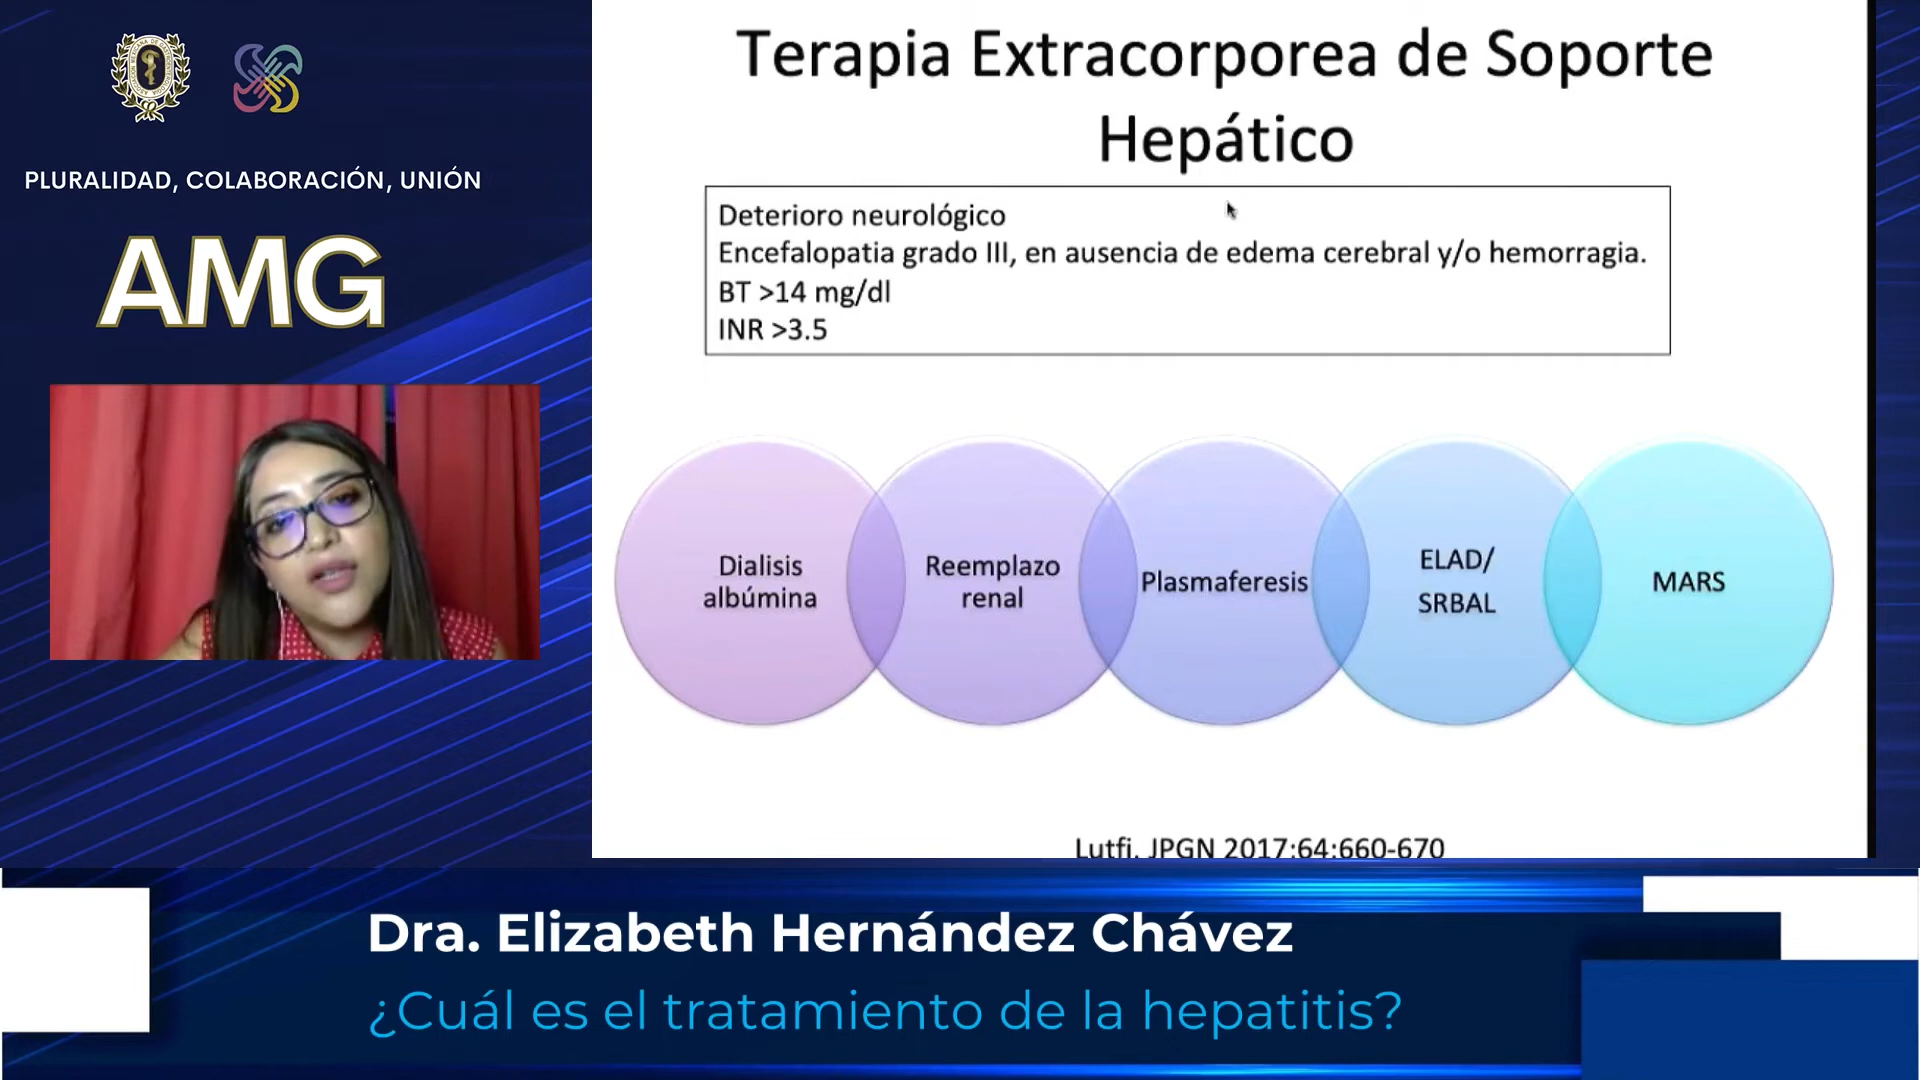 PLURALIDAD, COLABORACIÓN, UNIÓN
AMG
Terapia Extracorporea de Soporte
Hepático
Deterioro neurológico
Encefalopatia grado III, en ausencia de edema cerebral y/o hemorragia.
BT >14 mg/dl
INR >3.5
Dialisis
albúmina
Reemplazo
renal
Plasmaferesis
ELAD/
SRBAL
MARS
Lutfi. JPGN 2017:64:660-670
Dra. Elizabeth Hernández Chávez
¿Cuál es el tratamiento de la hepatitis?